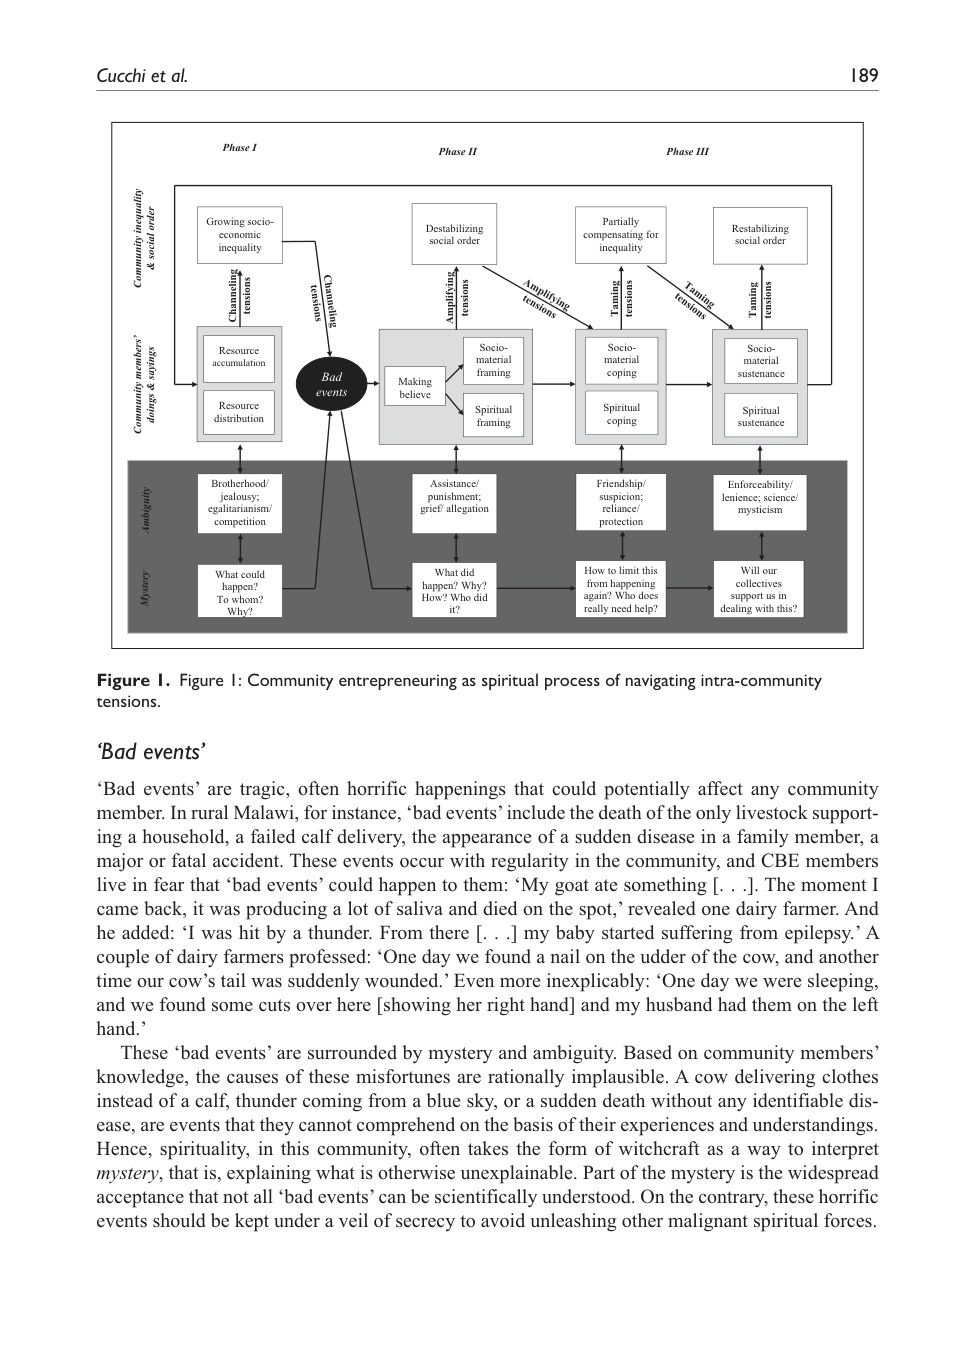 Cucchi et al.
189
Phase I
Phase II
Phase III
Community inequality
& social order
Growing socio-
economic
inequality
Destabilizing
social order
Partially
compensating for
inequality
Restabilizing
social order
Channeling
tensions
Channeling
tensions
Amplifying
tensions
Amplifying
tensions
Taming
tensions
Taming
tensions
Taming
tensions
Community members’
doings & sayings
Resource
accumulation
Resource
distribution
Bad
events
Making
believe
Socio-
material
framing
Spiritual
framing
Socio-
material
coping
Spiritual
coping
Socio-
material
sustenance
Spiritual
sustenance
Ambiguity
Brotherhood/
jealousy;
egalitarianism/
competition
Assistance/
punishment;
grief/ allegation
Friendship/
suspicion;
reliance/
protection
Enforceability/
lenience; science/
mysticism
Mystery
What could
happen?
To whom?
Why?
What did
happen? Why?
How? Who did
it?
How to limit this
from happening
again? Who does
really need help?
Will our
collectives
support us in
dealing with this?
Figure 1. Figure 1: Community entrepreneuring as spiritual process of navigating intra-community
tensions.
‘Bad events’
‘Bad events’ are tragic, often horrific happenings that could potentially affect any community
member. In rural Malawi, for instance, ‘bad events’ include the death of the only livestock support-
ing a household, a failed calf delivery, the appearance of a sudden disease in a family member, a
major or fatal accident. These events occur with regularity in the community, and CBE members
live in fear that ‘bad events’ could happen to them: ‘My goat ate something [. . .]. The moment I
came back, it was producing a lot of saliva and died on the spot,’ revealed one dairy farmer. And
he added: ‘I was hit by a thunder. From there [. . .] my baby started suffering from epilepsy.’ A
couple of dairy farmers professed: ‘One day we found a nail on the udder of the cow, and another
time our cow’s tail was suddenly wounded.’ Even more inexplicably: ‘One day we were sleeping,
and we found some cuts over here [showing her right hand] and my husband had them on the left
hand.’
These ‘bad events’ are surrounded by mystery and ambiguity. Based on community members’
knowledge, the causes of these misfortunes are rationally implausible. A cow delivering clothes
instead of a calf, thunder coming from a blue sky, or a sudden death without any identifiable dis-
ease, are events that they cannot comprehend on the basis of their experiences and understandings.
Hence, spirituality, in this community, often takes the form of witchcraft as a way to interpret
mystery, that is, explaining what is otherwise unexplainable. Part of the mystery is the widespread
acceptance that not all ‘bad events’ can be scientifically understood. On the contrary, these horrific
events should be kept under a veil of secrecy to avoid unleashing other malignant spiritual forces.